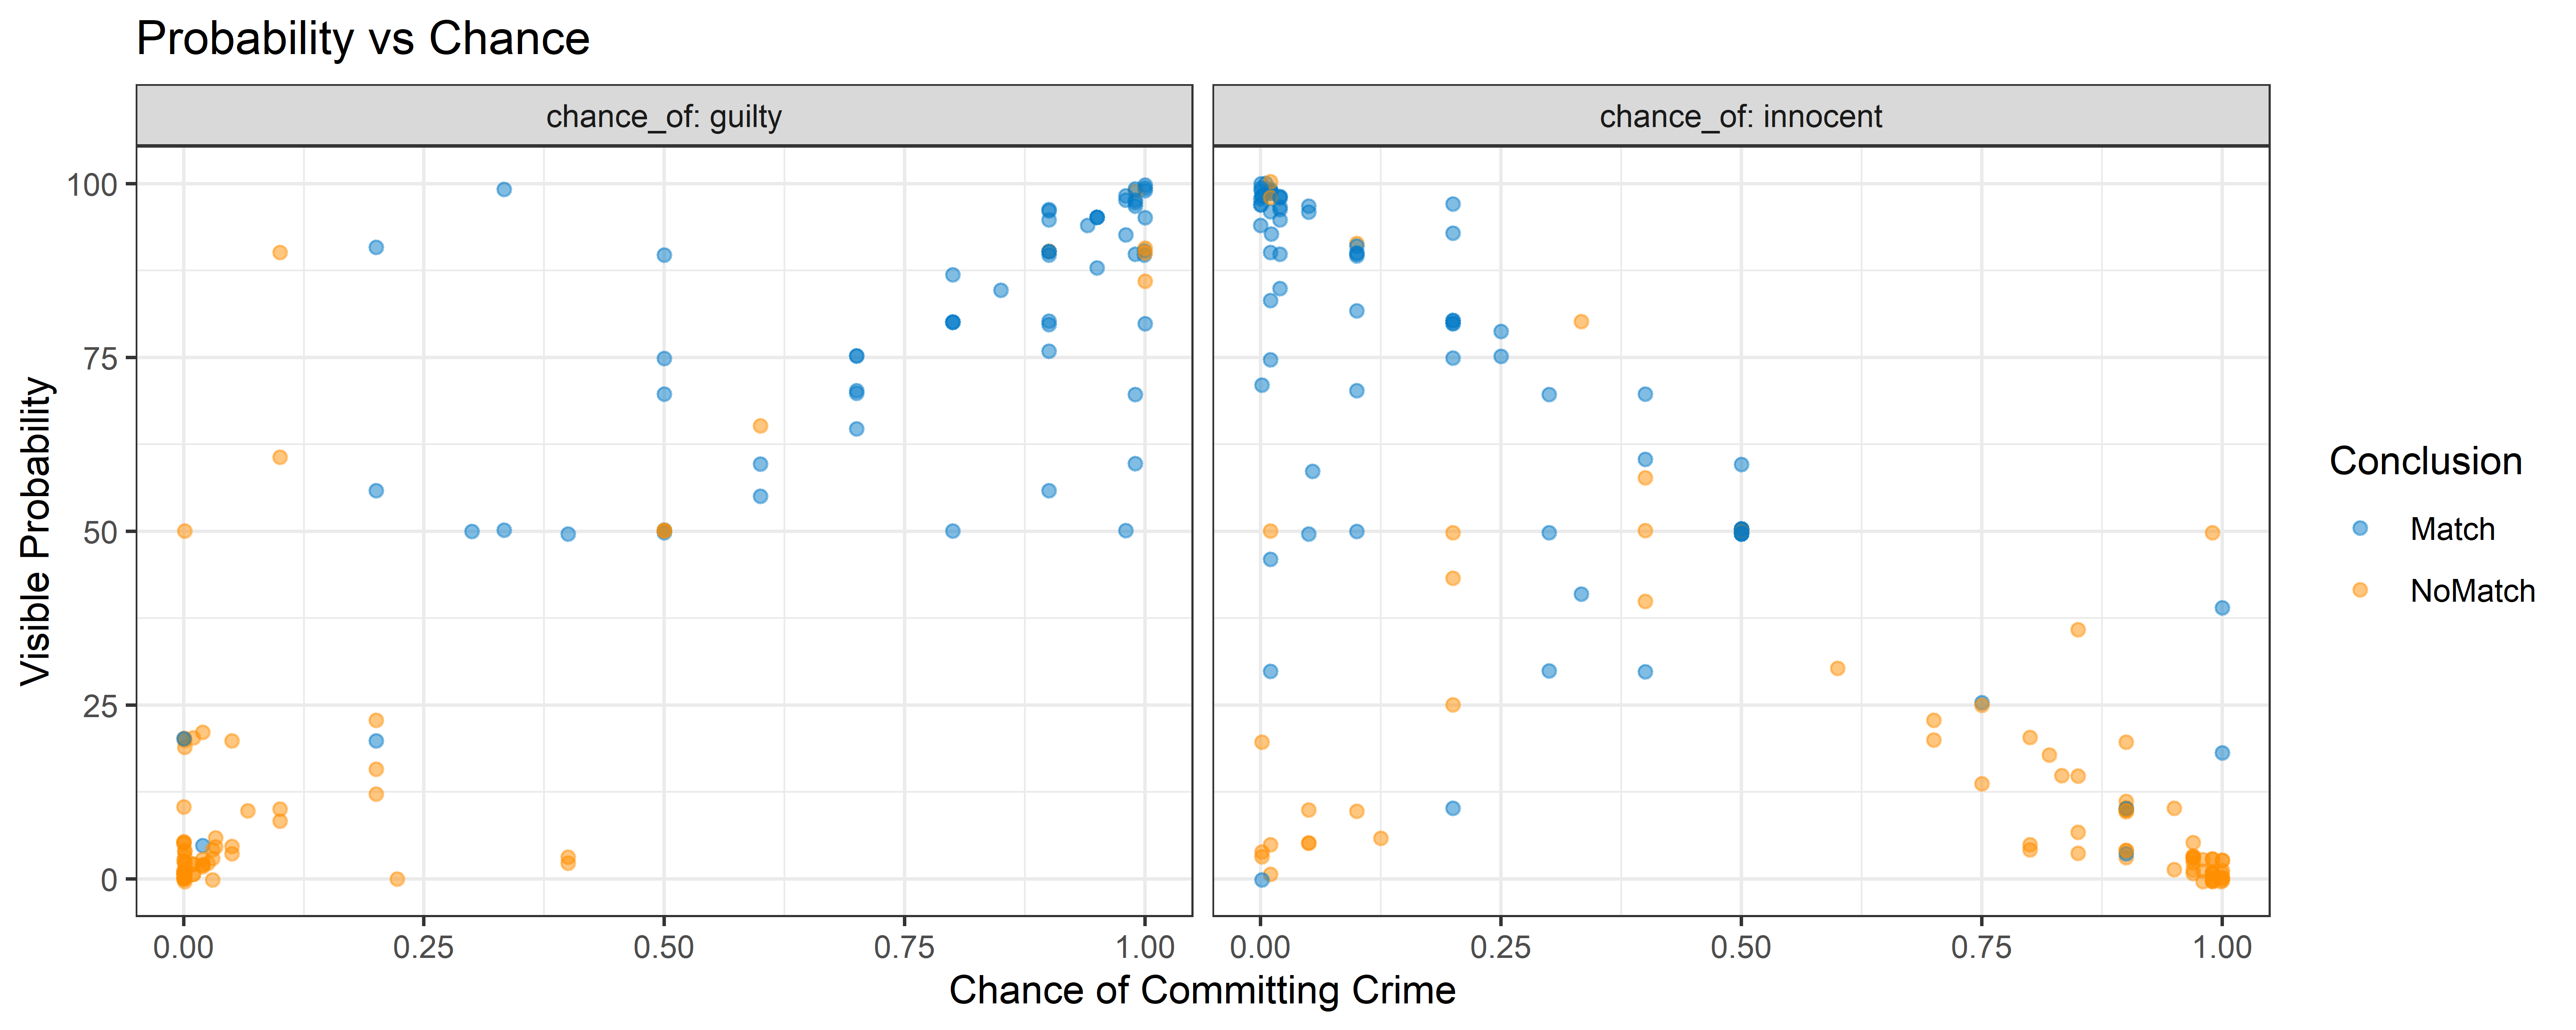 Probability vs Chance
chance_of: guilty
chance_of: innocent
Visible Probability
100
75
50
25
0
0.00 0.25 0.50 0.75 1.00
0.00 0.25 0.50 0.75 1.00
Chance of Committing Crime
Conclusion
Match
NoMatch